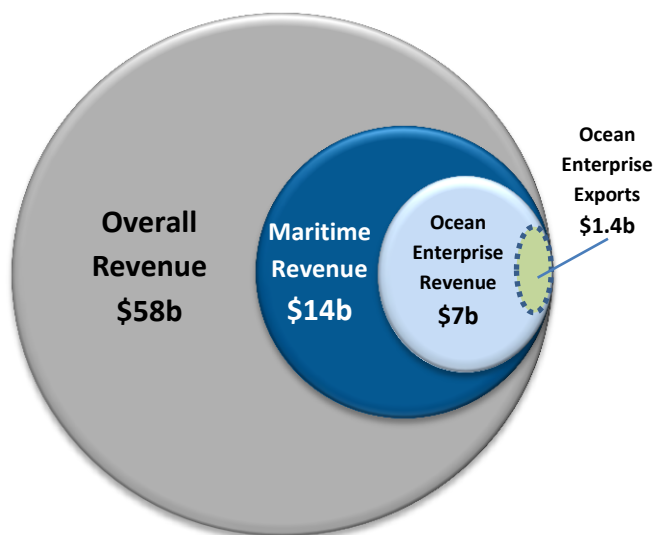 Overall
Revenue
$58b
Maritime
Revenue
$14b
Ocean
Enterprise
Revenue
$7b
Ocean
Enterprise
Exports
$1.4b